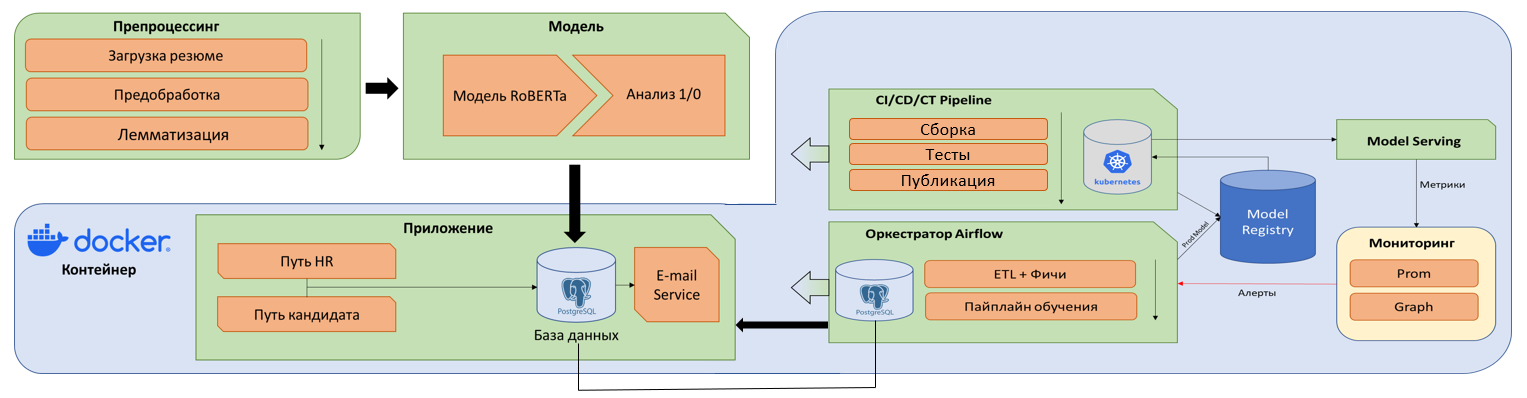 Препроцессинг
Загрузка резюме
Предобработка
Лемматизация
Модель
Модель RoBERTa
Анализ 1/0
CI/CD/CT Pipeline
Сборка
Тесты
Публикация
kubernetes
Model Serving
Метрики
Model
Registry
Prod Model
docker
Контейнер
Приложение
Путь HR
Путь кандидата
PostgreSQL
База данных
E-mail
Service
Оркестратор Airflow
PostgreSQL
ETL + Фичи
Пайплайн обучения
Мониторинг
Prom
Graph
Алерты